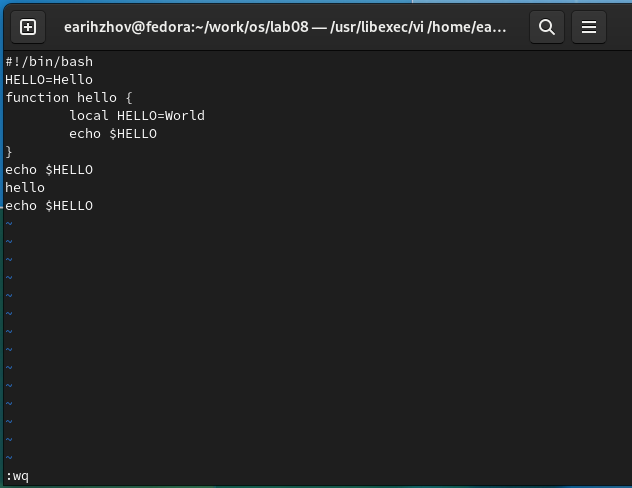 earihzhov@fedora:~/work/os/lab08 — /usr/libexec/vi /home/ea...
#!/bin/bash
HELLO=Hello
function hello {
        local HELLO=World
        echo $HELLO
}
echo $HELLO
hello
echo $HELLO
~
~
~
~
~
~
~
~
~
~
~
~
~
~
:wq